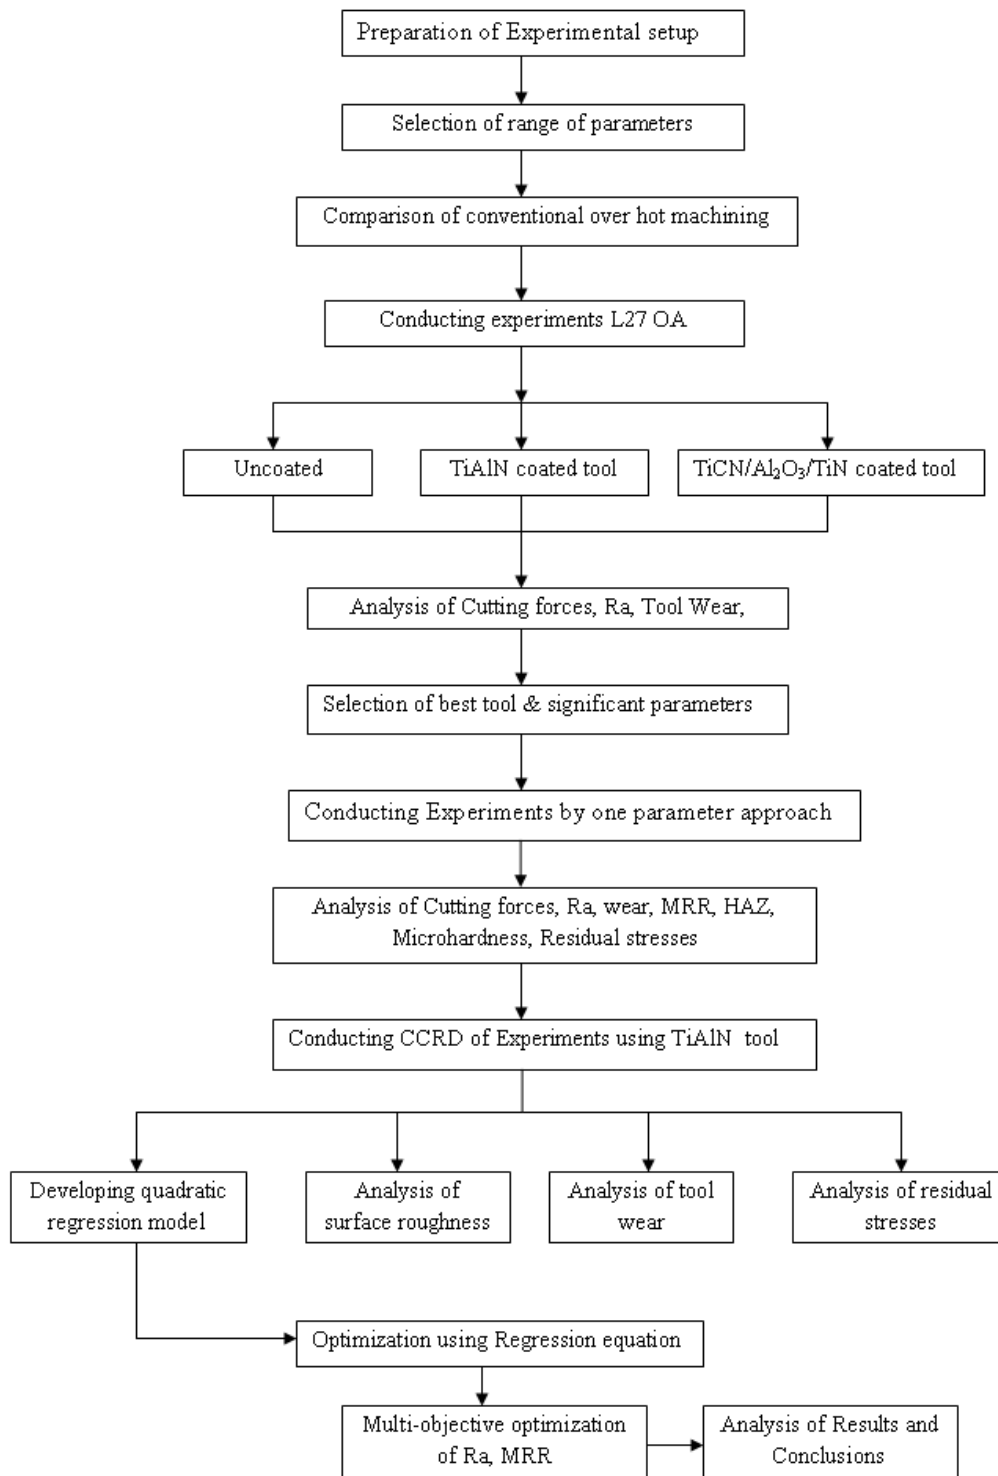 Preparation of Experimental setup
Selection of range of parameters
Comparison of conventional over hot machining
Conducting experiments L27 OA
Uncoated
TiAlN coated tool
TiCN/Al₂O₃/TiN coated tool
Analysis of Cutting forces, Ra, Tool Wear,
Selection of best tool & significant parameters
Conducting Experiments by one parameter approach
Analysis of Cutting forces, Ra, wear, MRR, HAZ,
Microhardness, Residual stresses
Conducting CCRD of Experiments using TiAlN tool
Developing quadratic
regression model
Analysis of
surface roughness
Analysis of tool
wear
Analysis of residual
stresses
Optimization using Regression equation
Multi-objective optimization
of Ra, MRR
Analysis of Results and
Conclusions